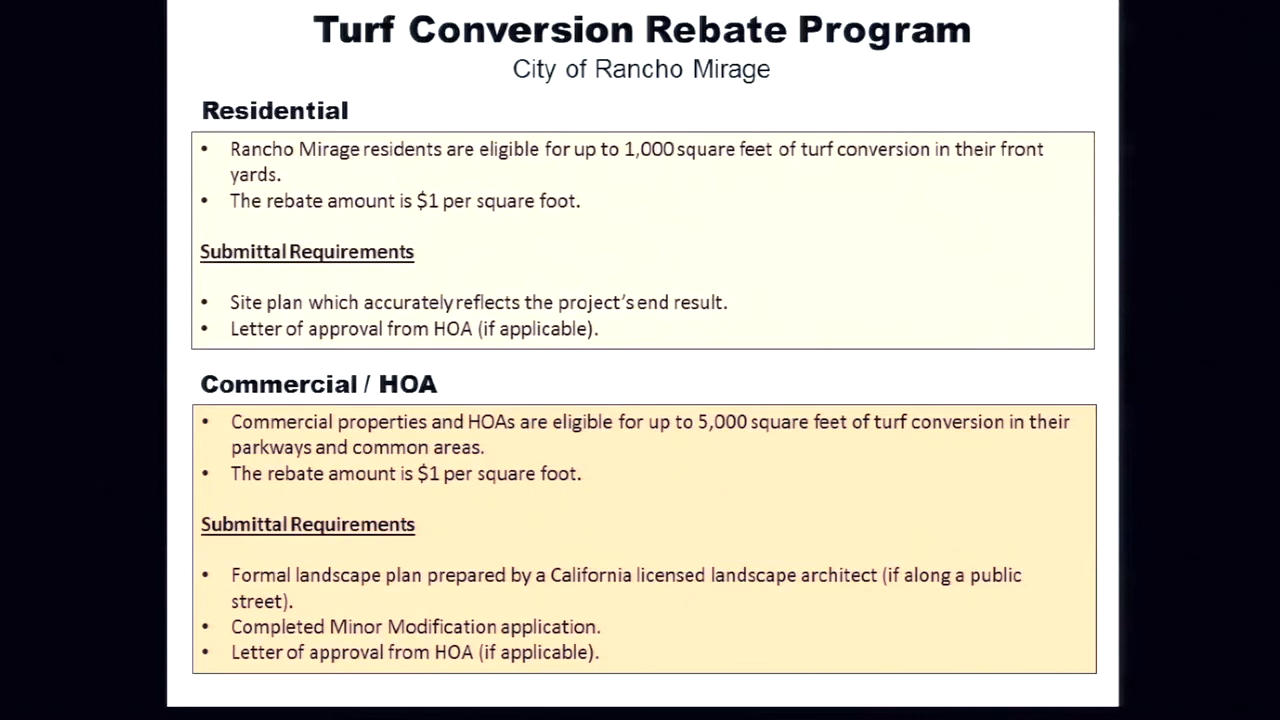 Turf Conversion Rebate Program
City of Rancho Mirage
Residential
• Rancho Mirage residents are eligible for up to 1,000 square feet of turf conversion in their front
yards.
• The rebate amount is $1 per square foot.
Submittal Requirements
• Site plan which accurately reflects the project's end result.
• Letter of approval from HOA (if applicable).
Commercial / HOA
• Commercial properties and HOAs are eligible for up to 5,000 square feet of turf conversion in their
parkways and common areas.
• The rebate amount is $1 per square foot.
Submittal Requirements
• Formal landscape plan prepared by a California licensed landscape architect (if along a public
street).
• Completed Minor Modification application.
• Letter of approval from HOA (if applicable).